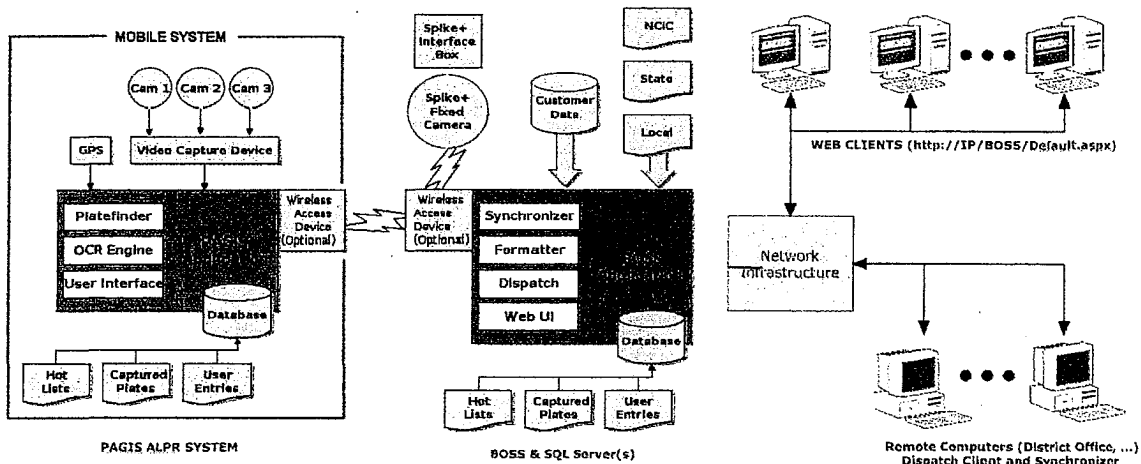 MOBILE SYSTEM
Cam 1
Cam 2
Cam 3
GPS
Video Capture Device
Platefinder
OCR Engine
User Interface
Database
Hot
Lists
Captured
Plates
User
Entries
PAGIS ALPR SYSTEM
Wireless
Access
Device
(Optional)
Spike+
Interface
Box
Spike+
Fixed
Camera
Wireless
Access
Device
(Optional)
Customer
Data
NCIC
State
Local
Synchronizer
Formatter
Dispatch
Web UI
Database
Hot
Lists
Captured
Plates
User
Entries
BOSS & SQL Server(s)
WEB CLIENTS (http://IP/BOSS/Default.aspx)
Network
Infrastructure
Remote Computers (District Office, ...)
Dispatch Client and Synchronizer